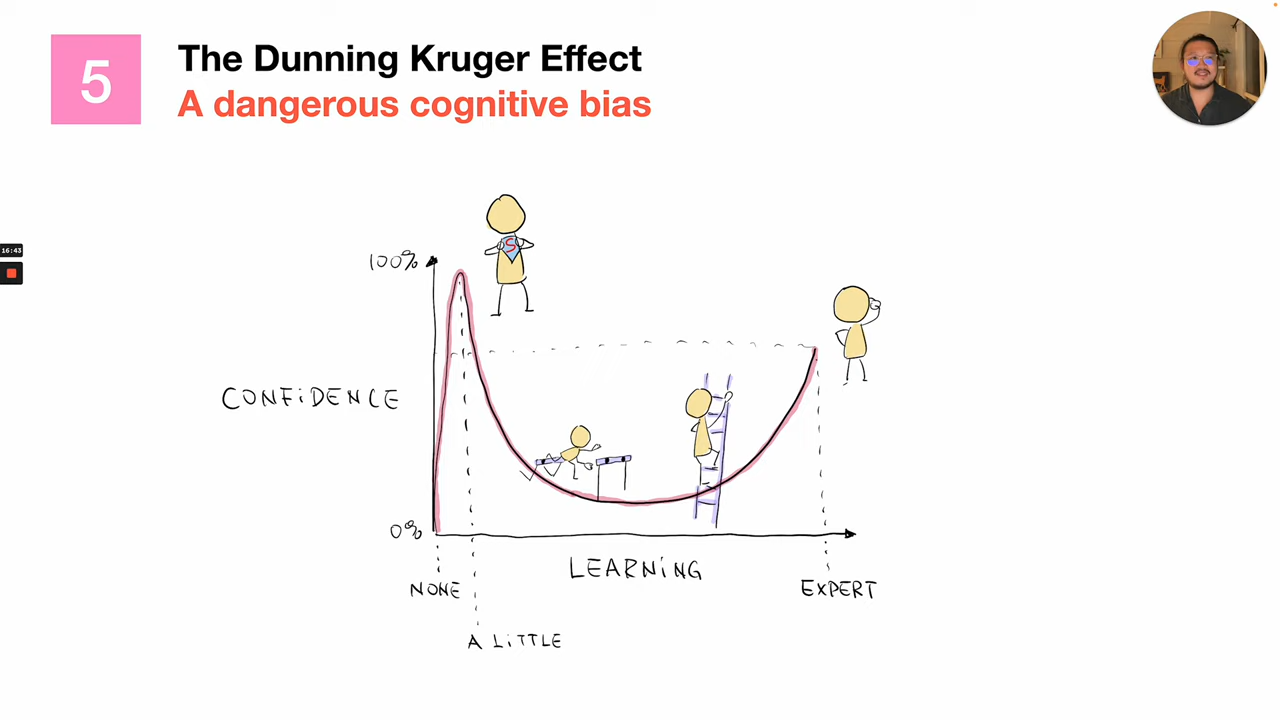 5
The Dunning Kruger Effect
A dangerous cognitive bias
16:43
S
100%
CONFiDENCE
0%
LEARNiNG
NONE
EXPERT
A LiTTLE